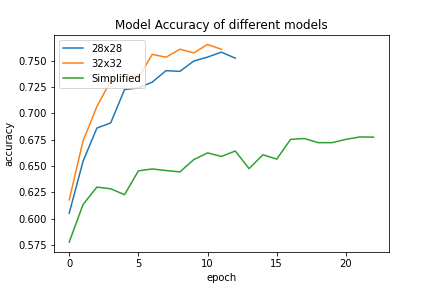 Model Accuracy of different models
28x28
32x32
Simplified
accuracy
0.750
0.725
0.700
0.675
0.650
0.625
0.600
0.575
0 5 10 15 20
epoch